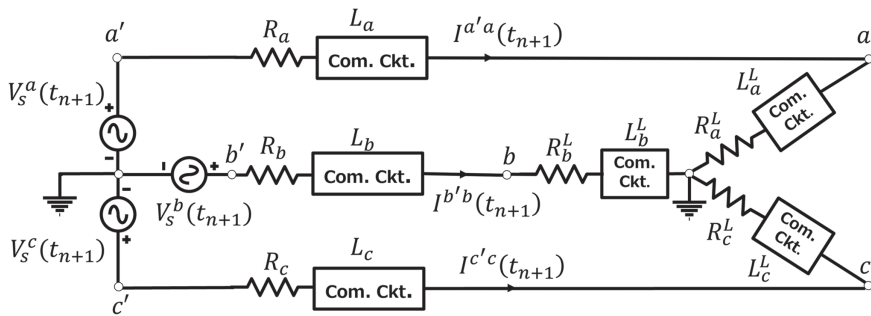 a′
R_a
L_a
Com. Ckt.
I^{a′a}(t_{n+1})
a
V_s^a(t_{n+1})
+
-
L_a^L
Com. Ckt.
R_a^L
b′
R_b
L_b
Com. Ckt.
b
R_b^L
L_b^L
Com. Ckt.
-
+
V_s^b(t_{n+1})
I^{b′b}(t_{n+1})
-
+
V_s^c(t_{n+1})
R_c^L
Com. Ckt.
L_c^L
R_c
L_c
Com. Ckt.
I^{c′c}(t_{n+1})
c
c′